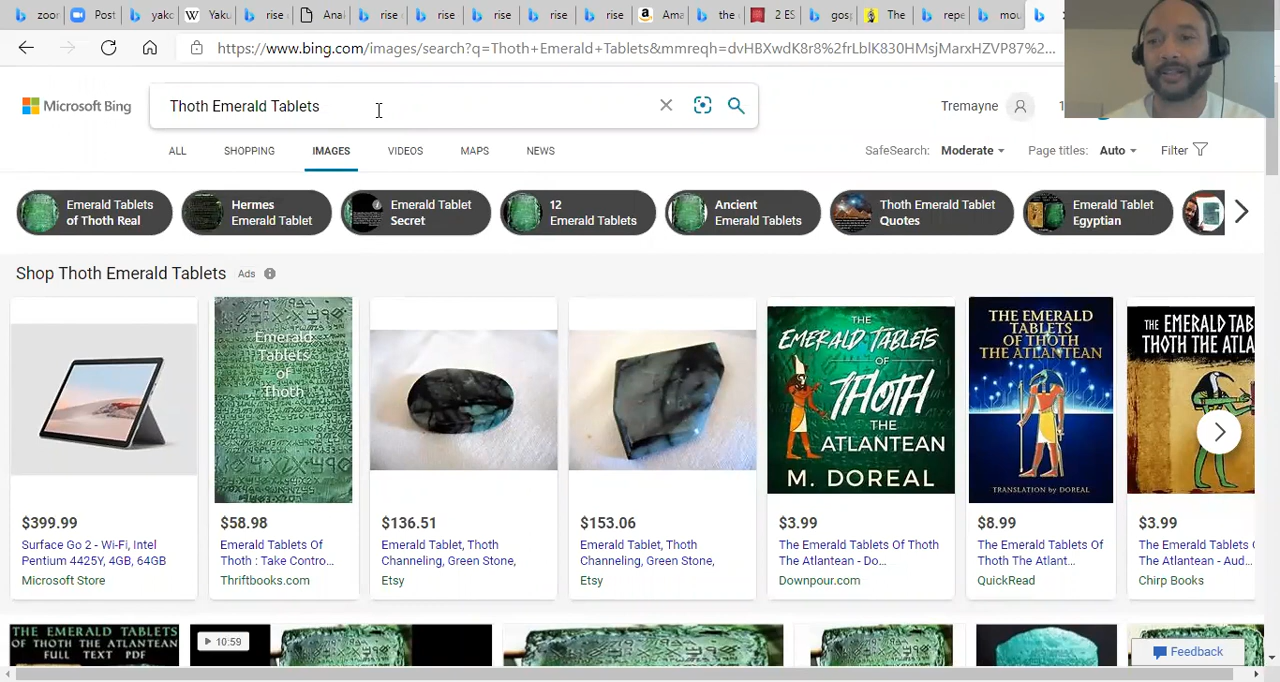 zoor
Post
yakc
Yaku
rise
Anal
rise
rise
rise
rise
rise
Ama
the
2 ES
gosp
The
repe
mou
https://www.bing.com/images/search?q=Thoth+Emerald+Tablets&mmreqh=dvHBXwdK8r8%2frLblK830HMsjMarxHZVP87%2...
Microsoft Bing
Thoth Emerald Tablets
Tremayne
ALL
SHOPPING
IMAGES
VIDEOS
MAPS
NEWS
SafeSearch: Moderate
Page titles: Auto
Filter
Emerald Tablets
of Thoth Real
Hermes
Emerald Tablet
Emerald Tablet
Secret
12
Emerald Tablets
Ancient
Emerald Tablets
Thoth Emerald Tablet
Quotes
Emerald Tablet
Egyptian
Shop Thoth Emerald Tablets Ads
Emerald
Tablets
of
Thoth
THE
EMERALD TABLETS
OF
THOTH
THE
ATLANTEAN
M. DOREAL
THE EMERALD
TABLETS
OF THOTH
THE ATLANTEAN
TRANSLATION by DOREAL
THE EMERALD TAB
THOTH THE ATLA
$399.99
Surface Go 2 - Wi-Fi, Intel
Pentium 4425Y, 4GB, 64GB
Microsoft Store
$58.98
Emerald Tablets Of
Thoth : Take Contro...
Thriftbooks.com
$136.51
Emerald Tablet, Thoth
Channeling, Green Stone,
Etsy
$153.06
Emerald Tablet, Thoth
Channeling, Green Stone,
Etsy
$3.99
The Emerald Tablets Of Thoth
The Atlantean - Do...
Downpour.com
$8.99
The Emerald Tablets Of
Thoth The Atlant...
QuickRead
$3.99
The Emerald Tablets
The Atlantean - Aud...
Chirp Books
THE EMERALD TABLETS
OF THOTH THE ATLANTEAN
FULL TEXT PDF
10:59
Feedback